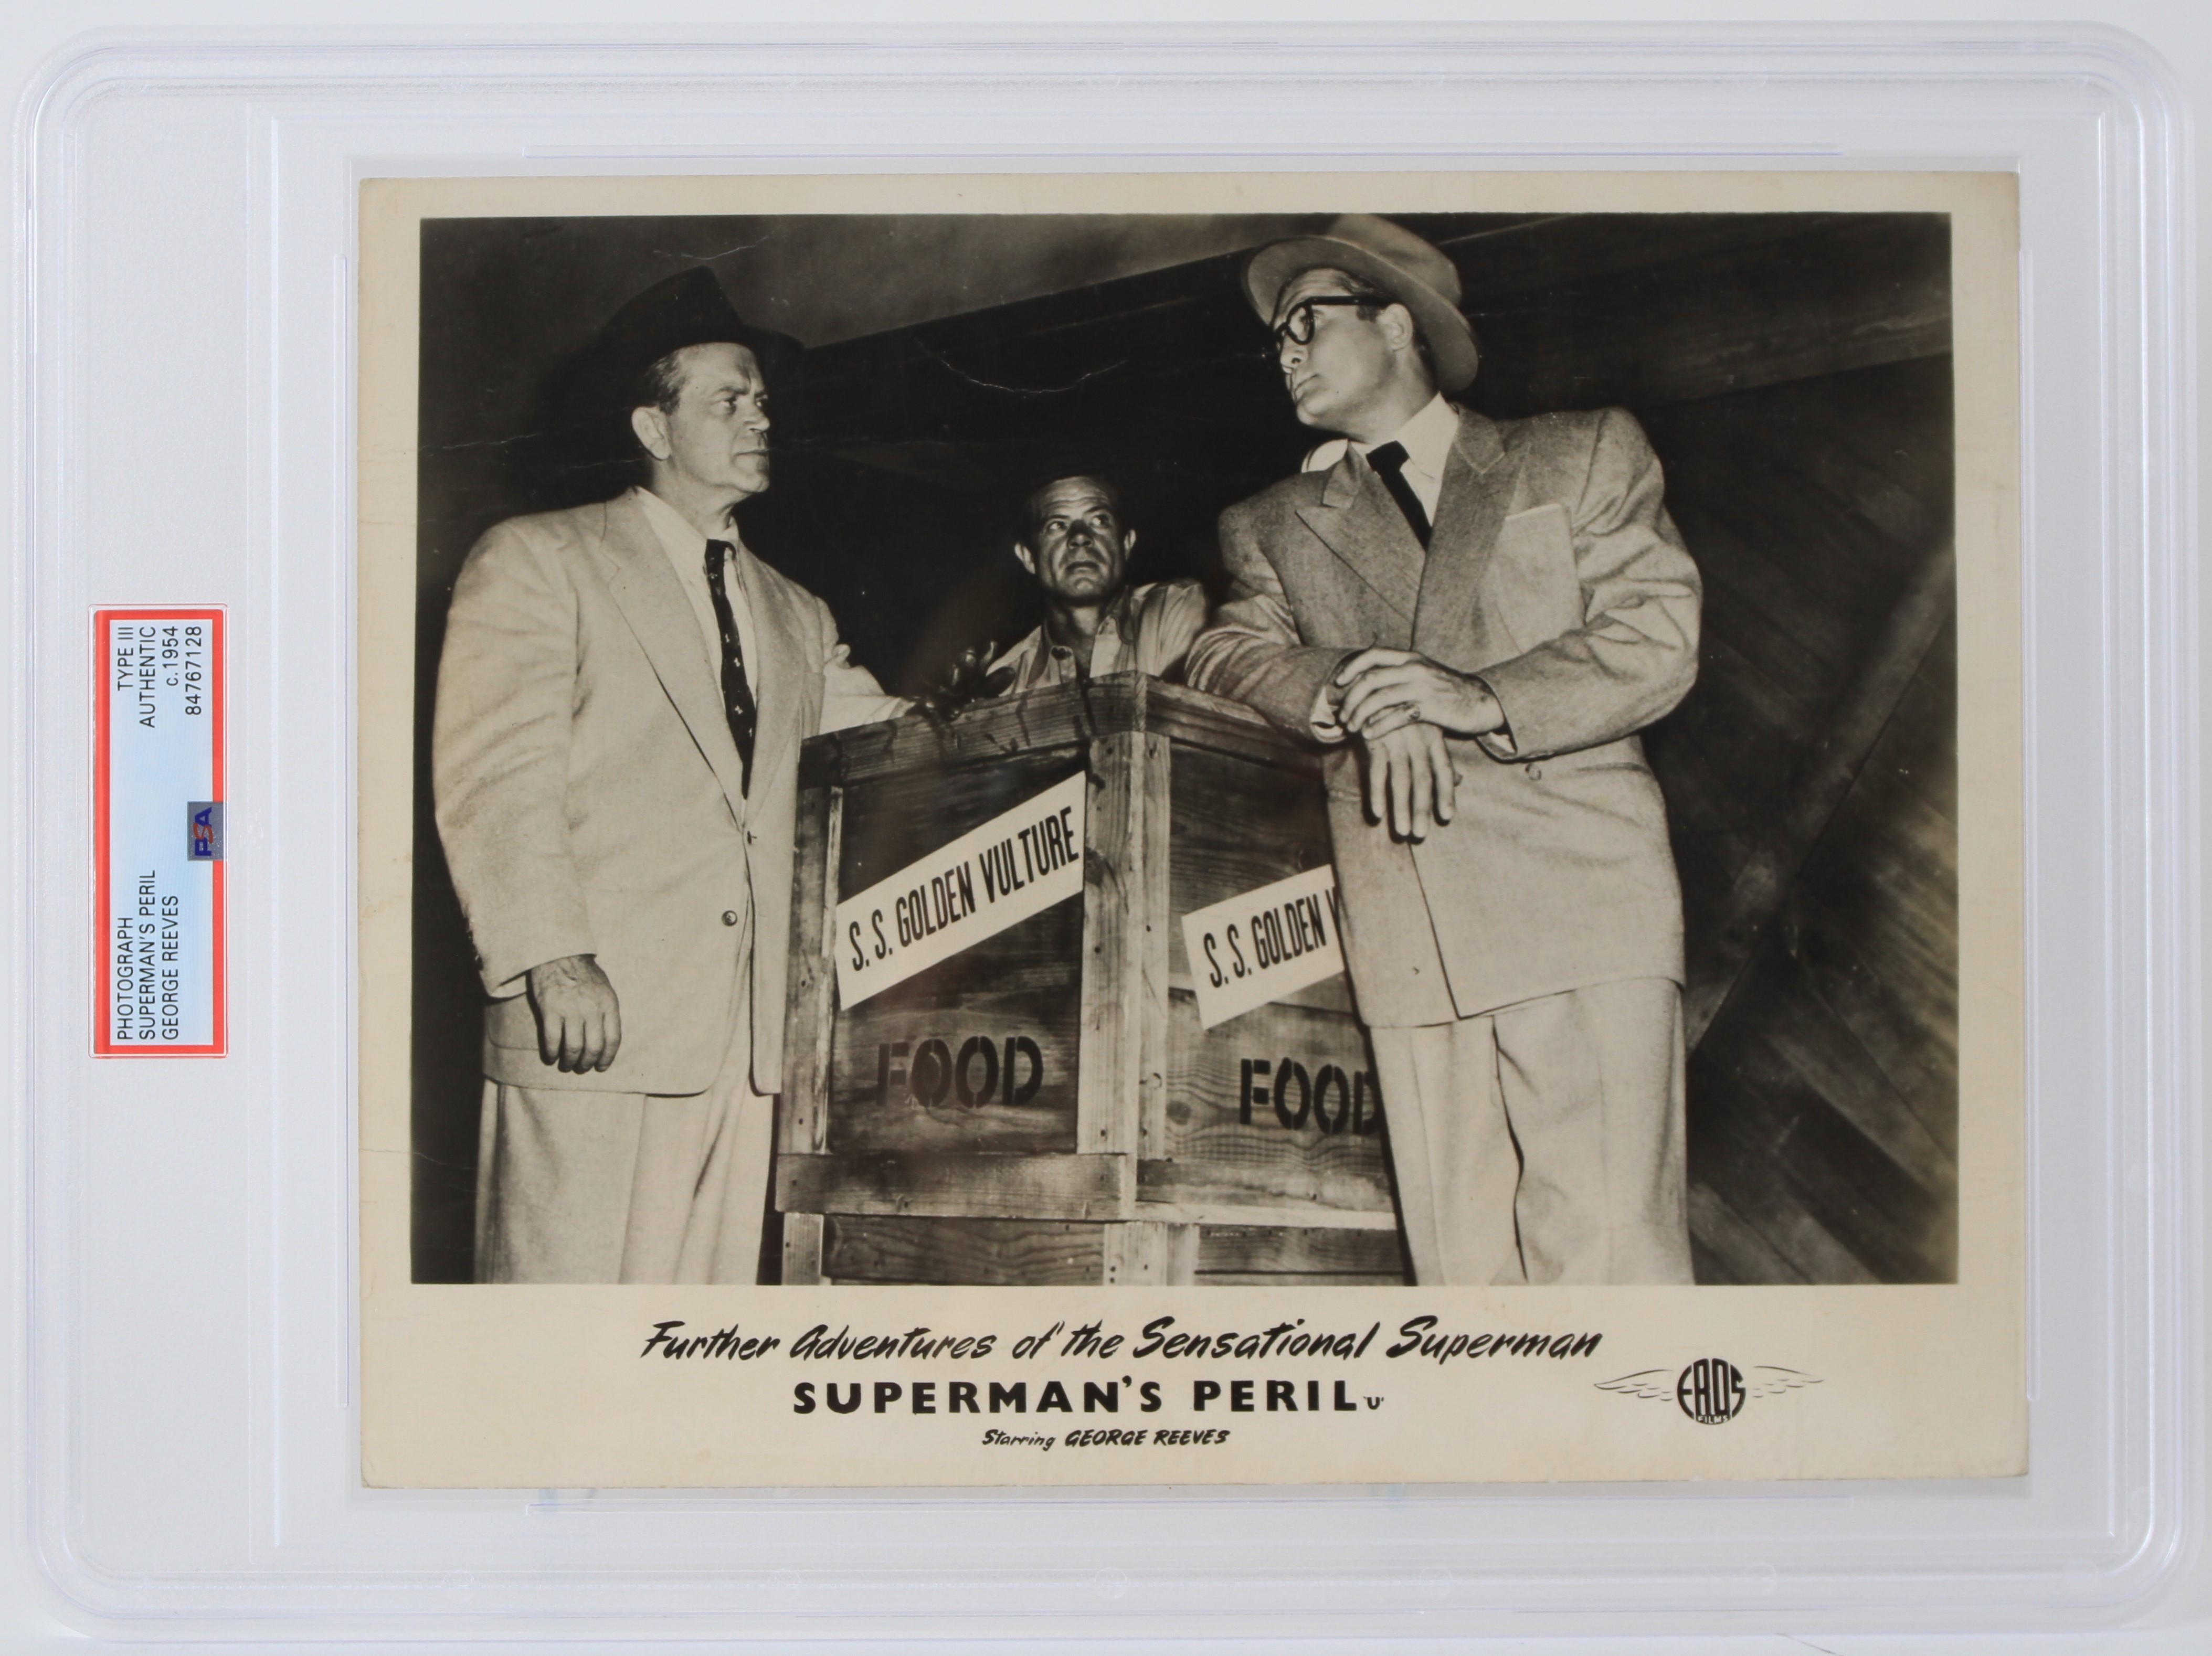 PHOTOGRAPH TYPE III
SUPERMAN'S PERIL AUTHENTIC
GEORGE REEVES c.1954
PSA 84767128
S. S. GOLDEN VULTURE
S. S. GOLDEN V
FOOD
FOOD
Further Adventures of the Sensational Superman
SUPERMAN'S PERIL 'U'
Starring GEORGE REEVES
EROS
FILMS